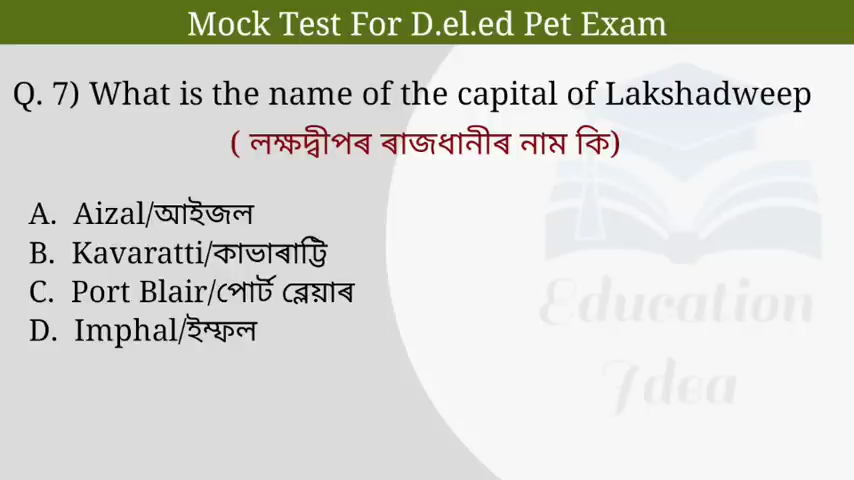 Mock Test For D.el.ed Pet Exam
Q. 7) What is the name of the capital of Lakshadweep
( লক্ষদ্বীপৰ ৰাজধানীৰ নাম কি)
A. Aizal/আইজল
B. Kavaratti/কাভাৰাট্টি
C. Port Blair/পোৰ্ট ব্লেয়াৰ
D. Imphal/ইম্ফল
Education
Idea